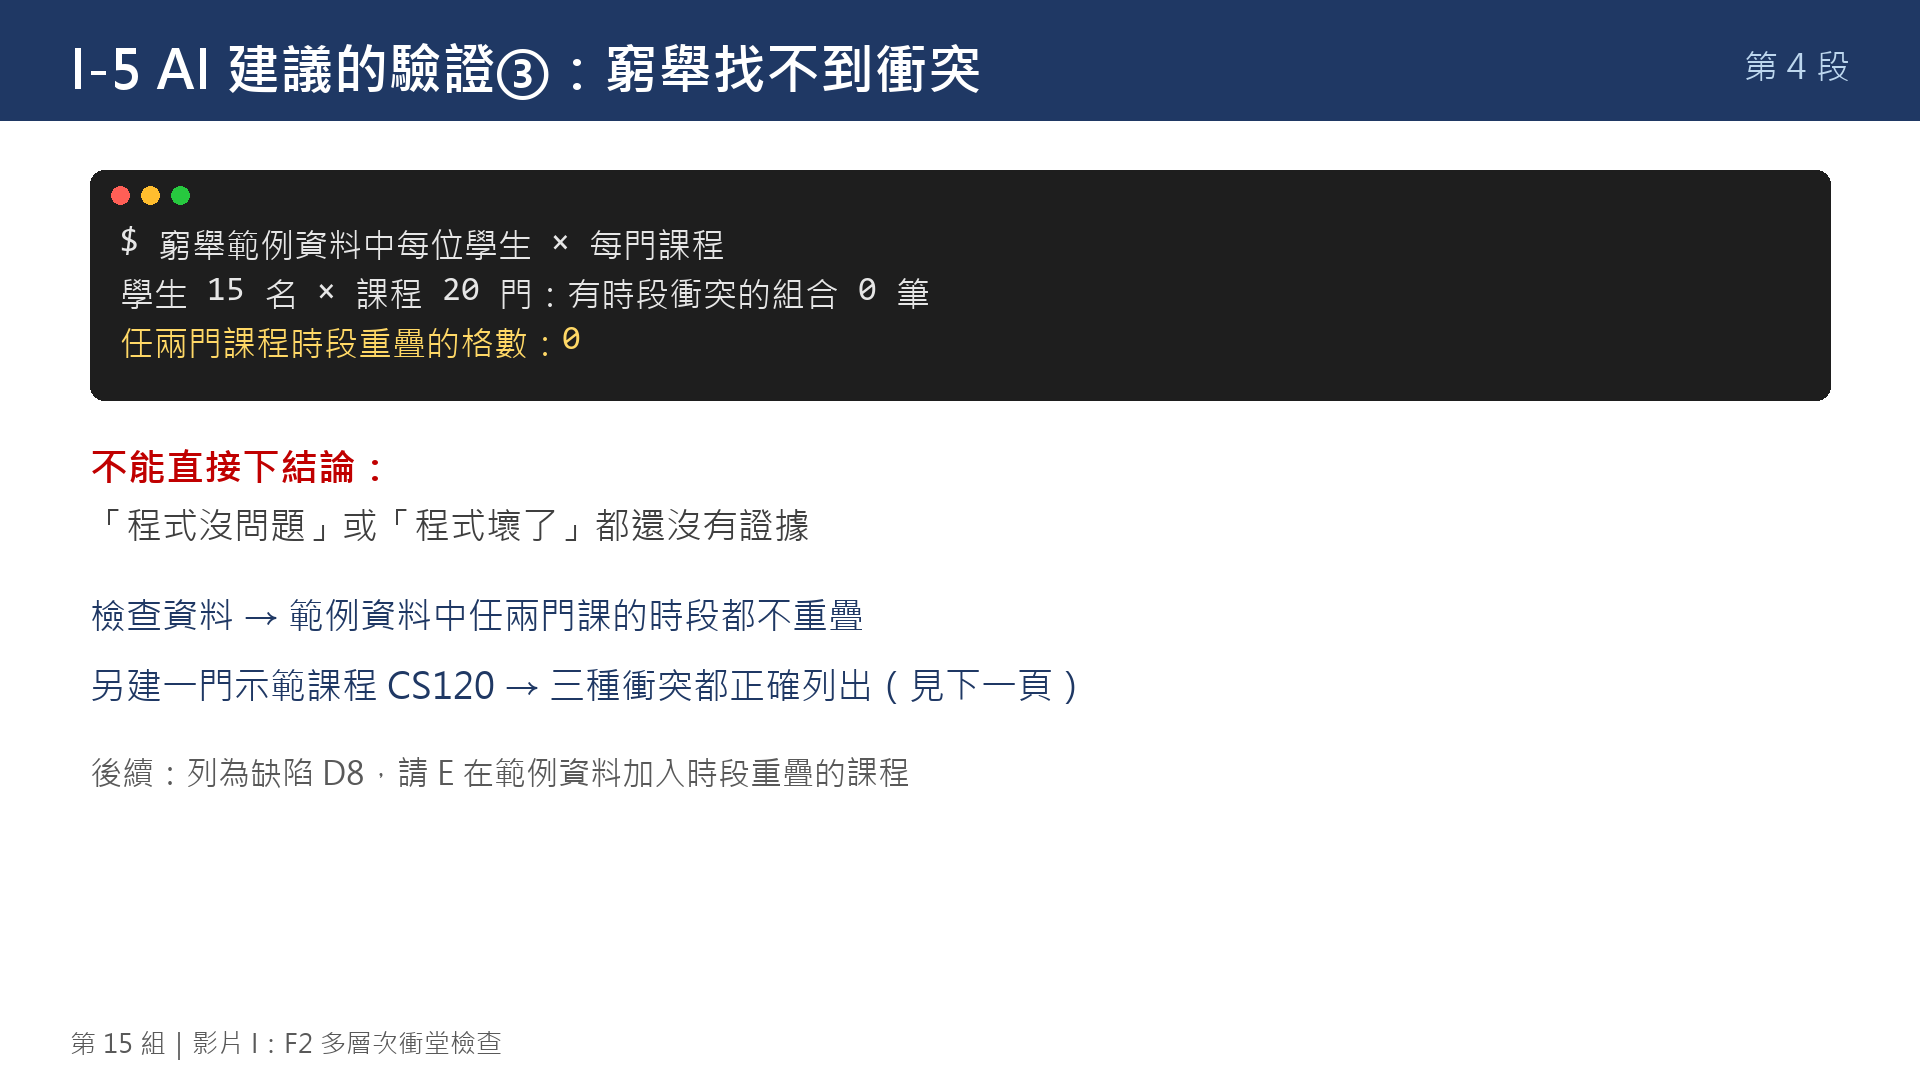 I-5 AI 建議的驗證③：窮舉找不到衝突
第 4 段
$ 窮舉範例資料中每位學生 × 每門課程
學生 15 名 × 課程 20 門：有時段衝突的組合 0 筆
任兩門課程時段重疊的格數：0
不能直接下結論：
「程式沒問題」或「程式壞了」都還沒有證據
檢查資料 → 範例資料中任兩門課的時段都不重疊
另建一門示範課程 CS120 → 三種衝突都正確列出（見下一頁）
後續：列為缺陷 D8，請 E 在範例資料加入時段重疊的課程
第 15 組｜影片 I：F2 多層次衝堂檢查